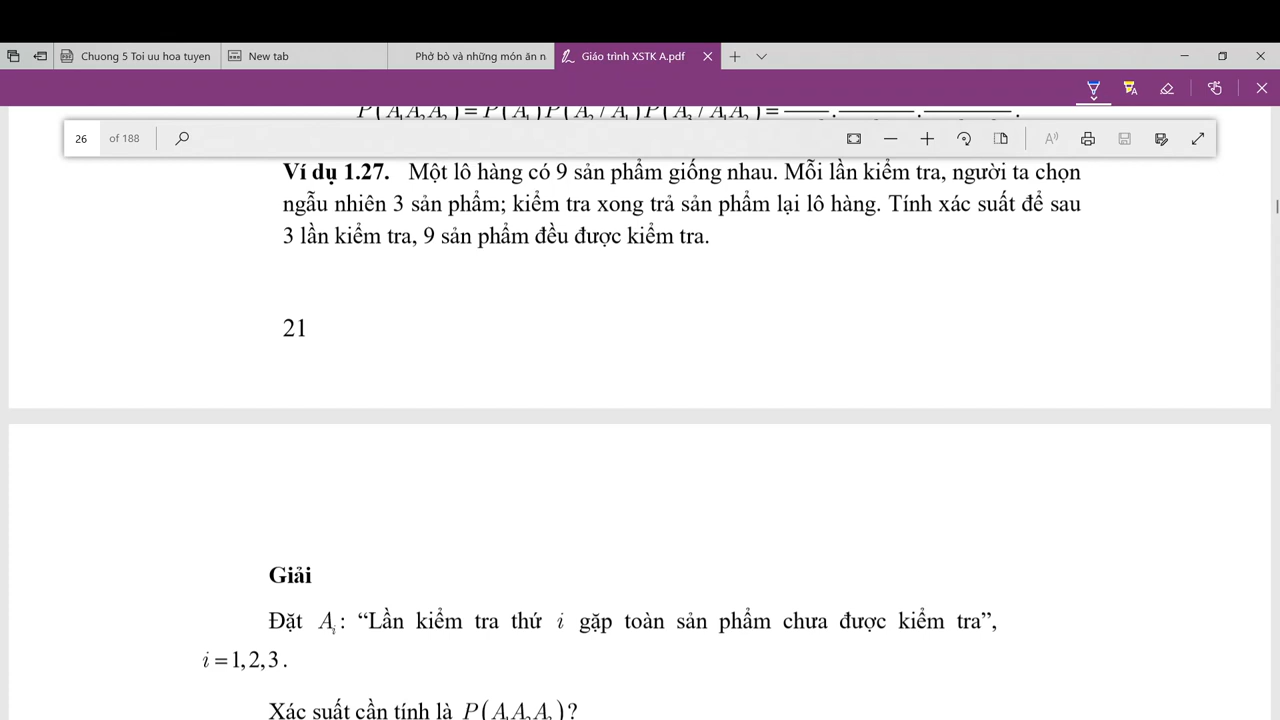 Chuong 5 Toi uu hoa tuyen
New tab
Phở bò và những món ăn n
Giáo trình XSTK A.pdf
26 of 188
Ví dụ 1.27. Một lô hàng có 9 sản phẩm giống nhau. Mỗi lần kiểm tra, người ta chọn
ngẫu nhiên 3 sản phẩm; kiểm tra xong trả sản phẩm lại lô hàng. Tính xác suất để sau
3 lần kiểm tra, 9 sản phẩm đều được kiểm tra.
21
Giải
Đặt Aᵢ: “Lần kiểm tra thứ i gặp toàn sản phẩm chưa được kiểm tra”,
i = 1, 2, 3.
Xác suất cần tính là P(A₁A₂A₃)?